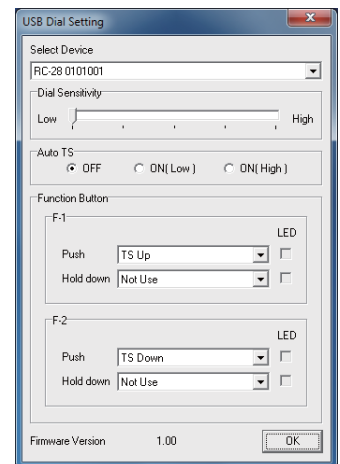 USB Dial Setting
Select Device
RC-28 0101001
Dial Sensitivity
Low High
Auto TS
OFF ON( Low ) ON( High )
Function Button
F-1
LED
Push TS Up
Hold down Not Use
F-2
LED
Push TS Down
Hold down Not Use
Firmware Version 1.00 OK